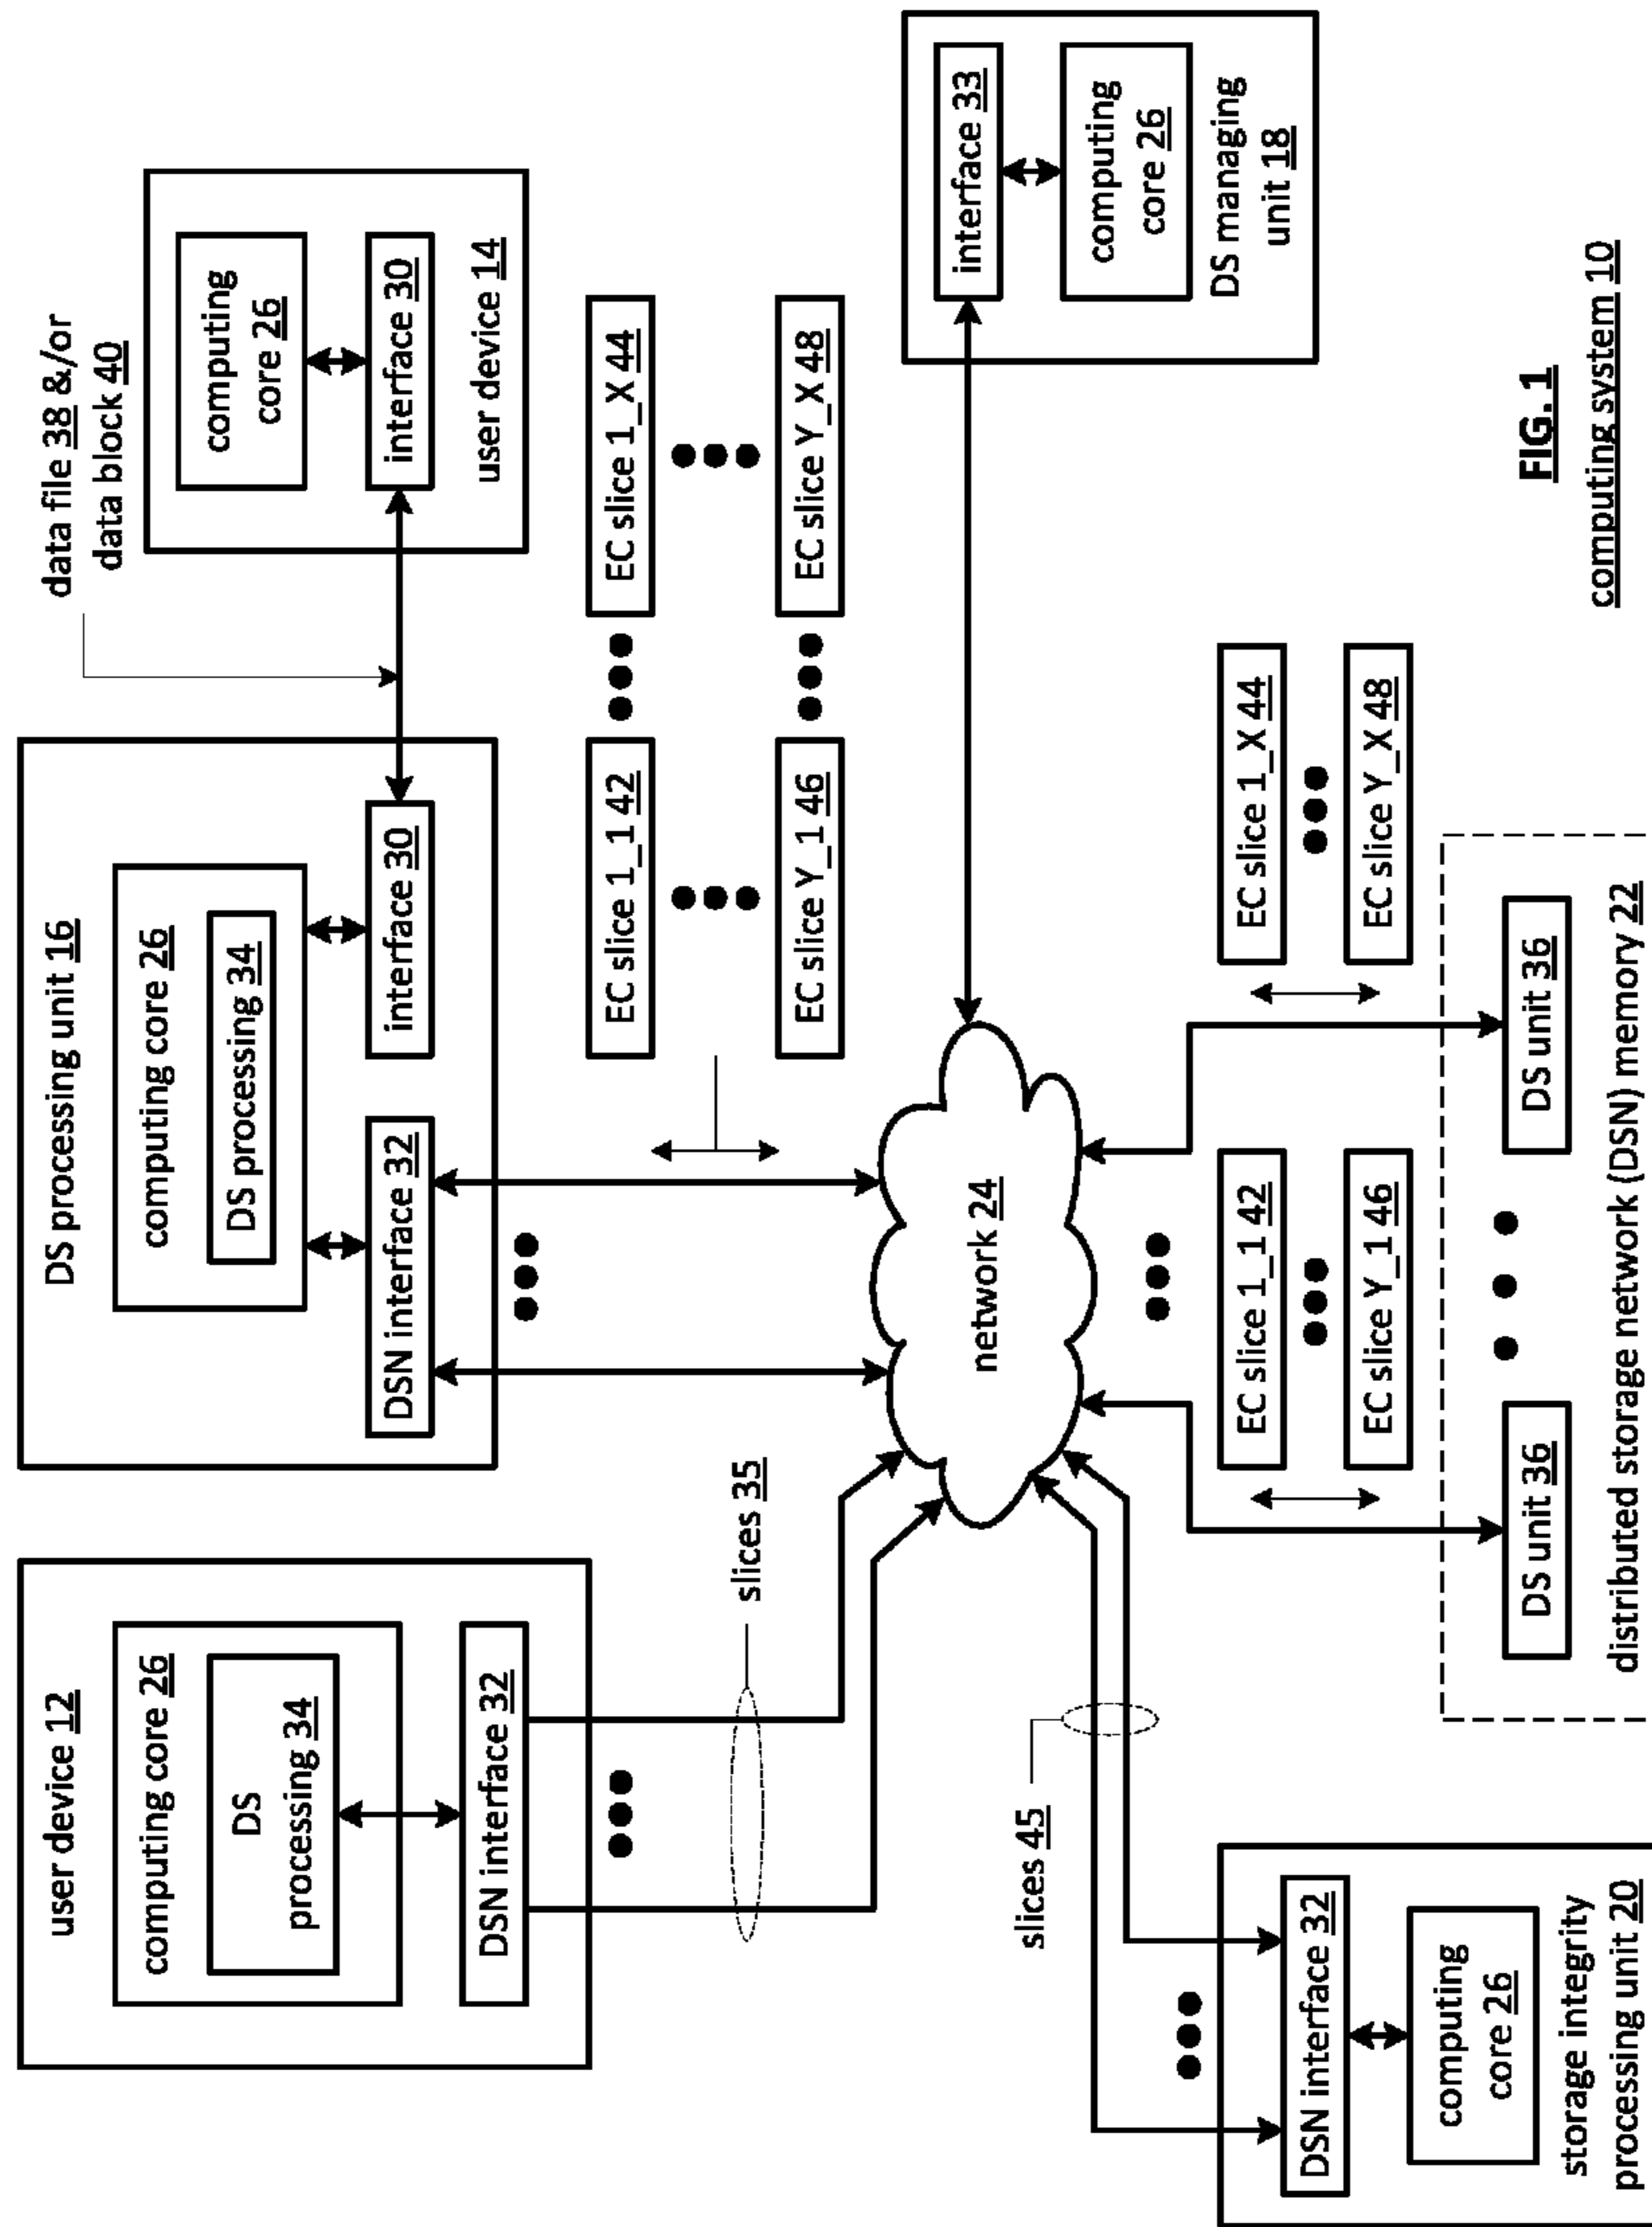 user device 12
computing core 26
DS
processing 34
DSN interface 32
slices 35
DS processing unit 16
computing core 26
DS processing 34
DSN interface 32
interface 30
data file 38 &/or
data block 40
computing
core 26
interface 30
user device 14
EC slice 1_1 42
EC slice 1_X 44
EC slice Y_1 46
EC slice Y_X 48
network 24
interface 33
computing
core 26
DS managing
unit 18
slices 45
DSN interface 32
computing
core 26
storage integrity
processing unit 20
EC slice 1_1 42
EC slice Y_1 46
EC slice 1_X 44
EC slice Y_X 48
DS unit 36
DS unit 36
distributed storage network (DSN) memory 22
FIG. 1
computing system 10